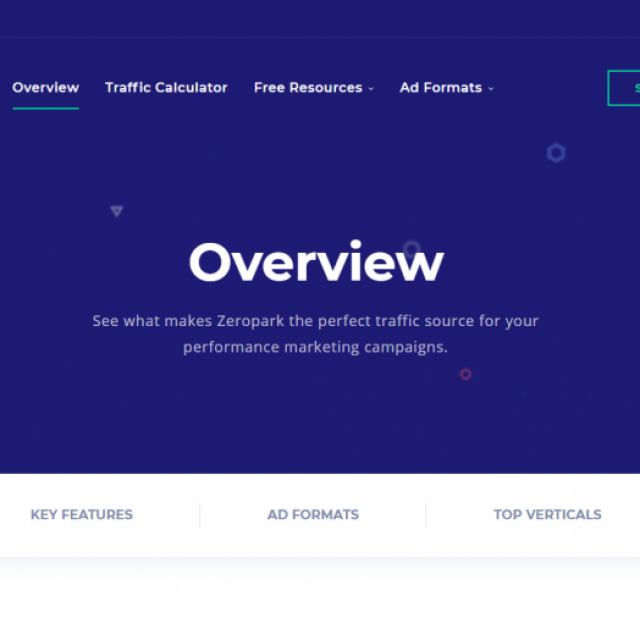 Overview Traffic Calculator Free Resources Ad Formats
Overview
See what makes Zeropark the perfect traffic source for your
performance marketing campaigns.
KEY FEATURES AD FORMATS TOP VERTICALS